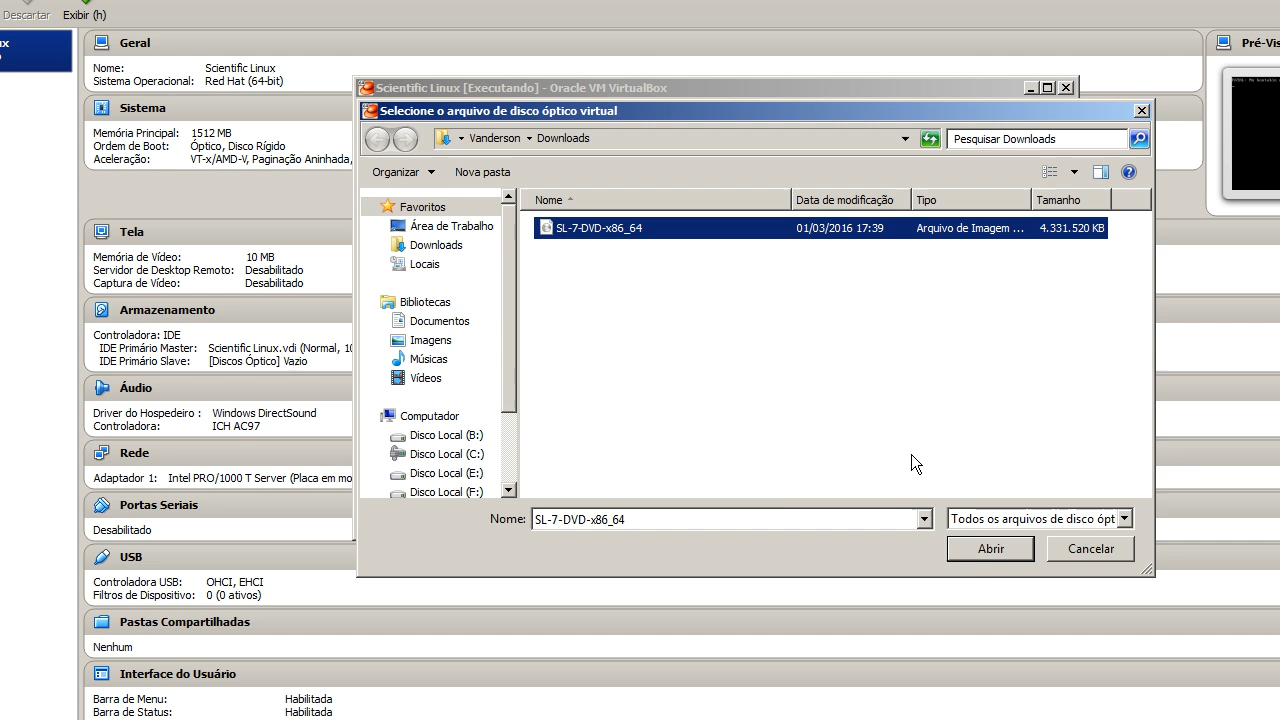 Descartar Exibir (h)
Geral
Nome: Scientific Linux
Sistema Operacional: Red Hat (64-bit)
Sistema
Memória Principal: 1512 MB
Ordem de Boot: Óptico, Disco Rígido
Aceleração: VT-x/AMD-V, Paginação Aninhada,
Tela
Memória de Vídeo: 10 MB
Servidor de Desktop Remoto: Desabilitado
Captura de Vídeo: Desabilitado
Armazenamento
Controladora: IDE
IDE Primário Master: Scientific Linux.vdi (Normal, 10
IDE Primário Slave: [Discos Óptico] Vazio
Áudio
Driver do Hospedeiro : Windows DirectSound
Controladora: ICH AC97
Rede
Adaptador 1: Intel PRO/1000 T Server (Placa em mo
Portas Seriais
Desabilitado
USB
Controladora USB: OHCI, EHCI
Filtros de Dispositivo: 0 (0 ativos)
Pastas Compartilhadas
Nenhum
Interface do Usuário
Barra de Menu: Habilitada
Barra de Status: Habilitada
Pré-Vis
Scientific Linux [Executando] - Oracle VM VirtualBox
Selecione o arquivo de disco óptico virtual
Vanderson Downloads
Pesquisar Downloads
Organizar Nova pasta
Favoritos
Área de Trabalho
Downloads
Locais
Bibliotecas
Documentos
Imagens
Músicas
Vídeos
Computador
Disco Local (B:)
Disco Local (C:)
Disco Local (E:)
Disco Local (F:)
Nome Data de modificação Tipo Tamanho
SL-7-DVD-x86_64 01/03/2016 17:39 Arquivo de Imagem ... 4.331.520 KB
Nome: SL-7-DVD-x86_64 Todos os arquivos de disco ópt
Abrir Cancelar